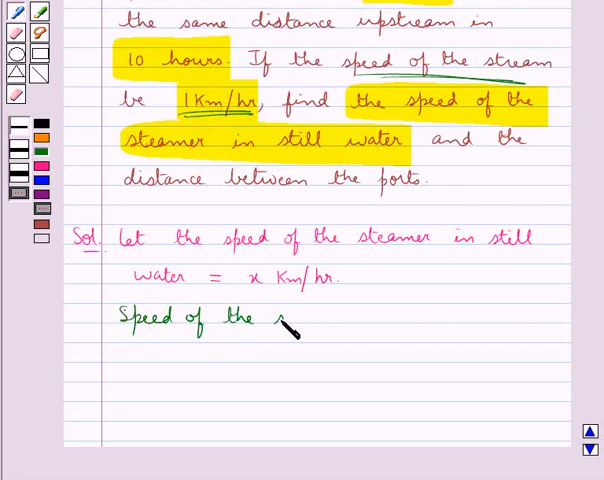 the same distance upstream in
10 hours. If the speed of the stream
be 1 Km/hr, find the speed of the
steamer in still water and the
distance between the ports.
Sol. Let the speed of the steamer in still
water = x Km/hr.
Speed of the s